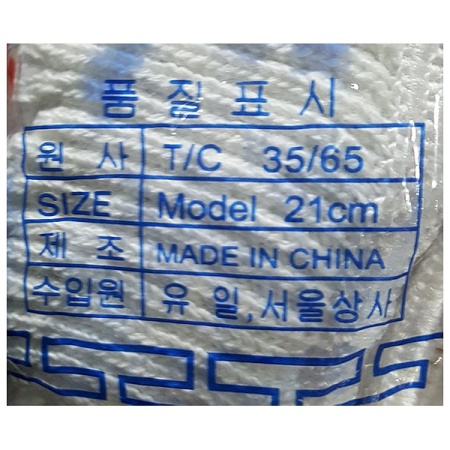 품 질 표 시
원 사 T/C 35/65
SIZE Model 21cm
제 조 MADE IN CHINA
수입원 유 일,서울상사